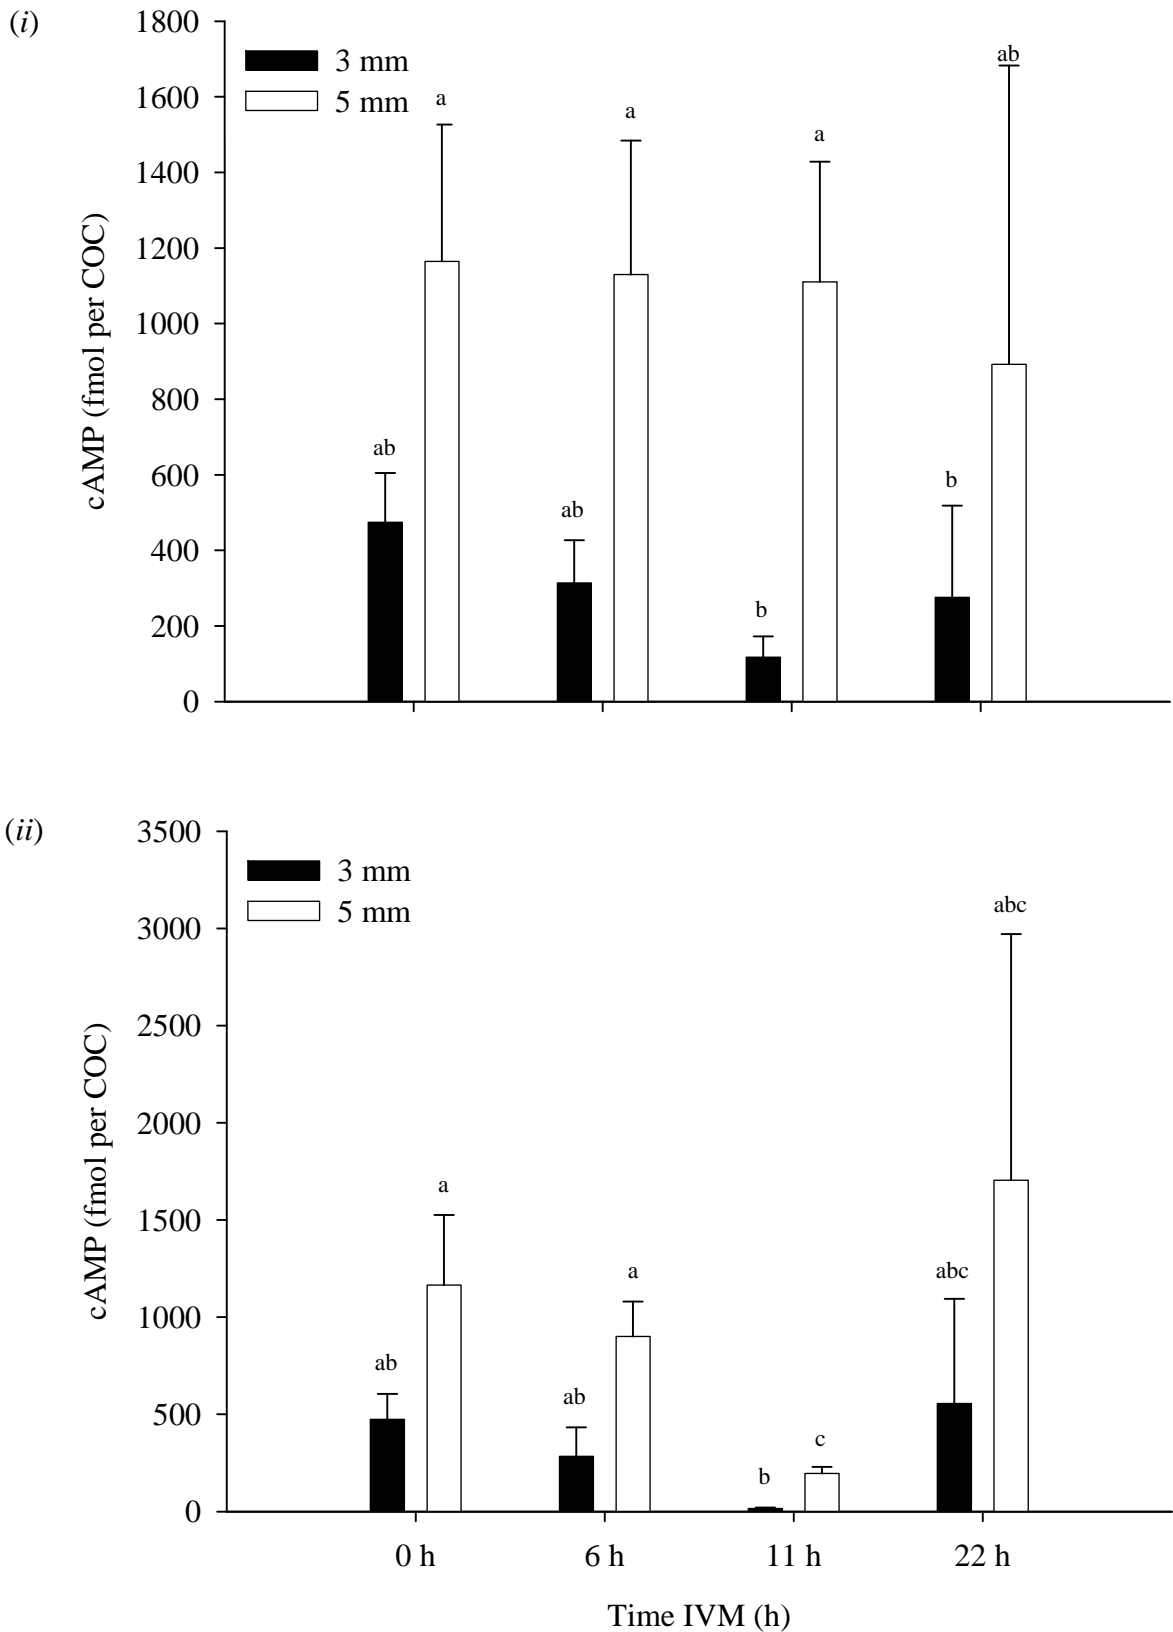 (i)
cAMP (fmol per COC)
1800
1600
1400
1200
1000
800
600
400
200
0
3 mm
5 mm
ab
a
ab
a
b
a
b
ab
(ii)
cAMP (fmol per COC)
3500
3000
2500
2000
1500
1000
500
0
3 mm
5 mm
ab
a
ab
a
b
c
abc
abc
0 h 6 h 11 h 22 h
Time IVM (h)